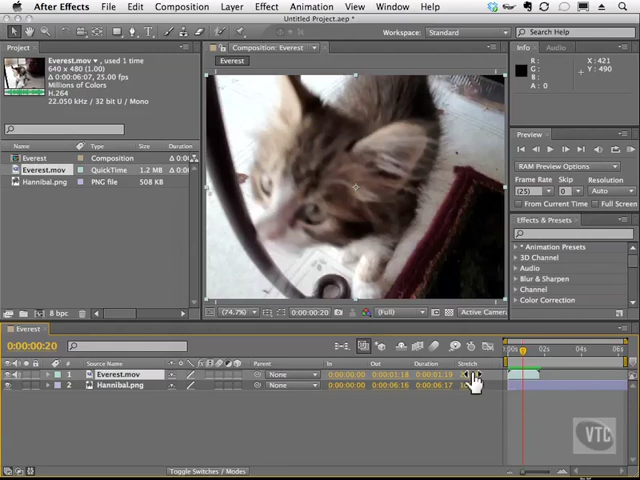 After Effects File Edit Composition Layer Effect Animation View Window Help
Untitled Project.aep *
Workspace: Standard
Search Help
Project
Everest.mov
640 x 480 (1.00)
Δ 0:00:06:07, 25.00 fps
Millions of Colors
H.264
22.050 kHz / 32 bit U / Mono
Name Type Size Duration
Everest Composition Δ 0:0
Everest.mov QuickTime 1.2 MB Δ 0:0
Hannibal.png PNG file 508 KB
8 bpc
Composition: Everest
Everest
(74.7%) 0:00:00:20 (Full) Active Camera
Info Audio
R: X: 421
G: Y: 490
B:
A: 0
Preview
RAM Preview Options
Frame Rate Skip Resolution
(25) 0 Auto
From Current Time Full Screen
Effects & Presets
* Animation Presets
3D Channel
Audio
Blur & Sharpen
Channel
Color Correction
Everest
0:00:00:20
# Source Name Parent In Out Duration Stretch
1 Everest.mov None 0:00:00:00 0:00:01:18 0:00:01:19
2 Hannibal.png None 0:00:00:00 0:00:06:16 0:00:06:17
:00s 02s 04s 06s
Toggle Switches / Modes
VTC